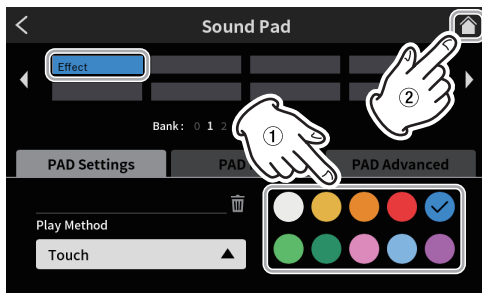 Sound Pad
Effect
Bank: 0 1 2
PAD Settings PAD PAD Advanced
Play Method
Touch
1
2